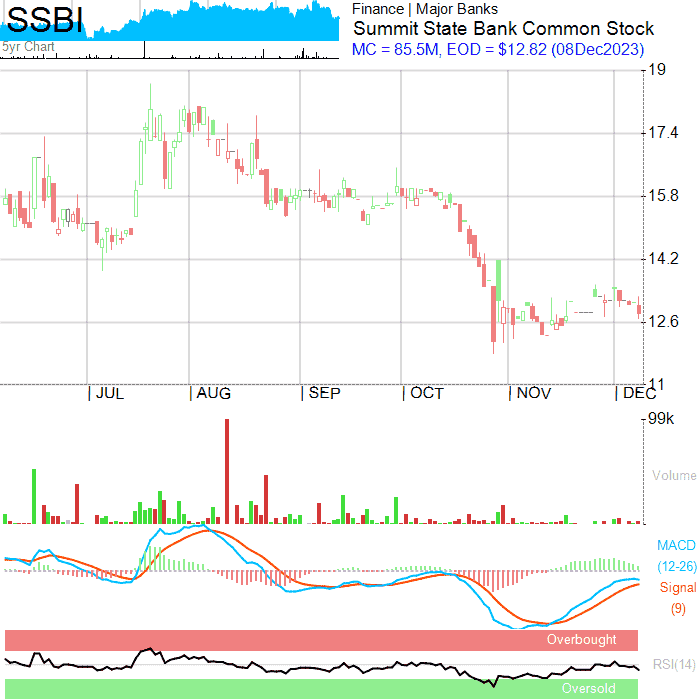 SSBI
5yr Chart
Finance | Major Banks
Summit State Bank Common Stock
MC = 85.5M, EOD = $12.82 (08Dec2023)
19
17.4
15.8
14.2
12.6
11
| JUL | AUG | SEP | OCT | NOV | DEC
99k
Volume
MACD
(12-26)
Signal
(9)
Overbought
RSI(14)
Oversold